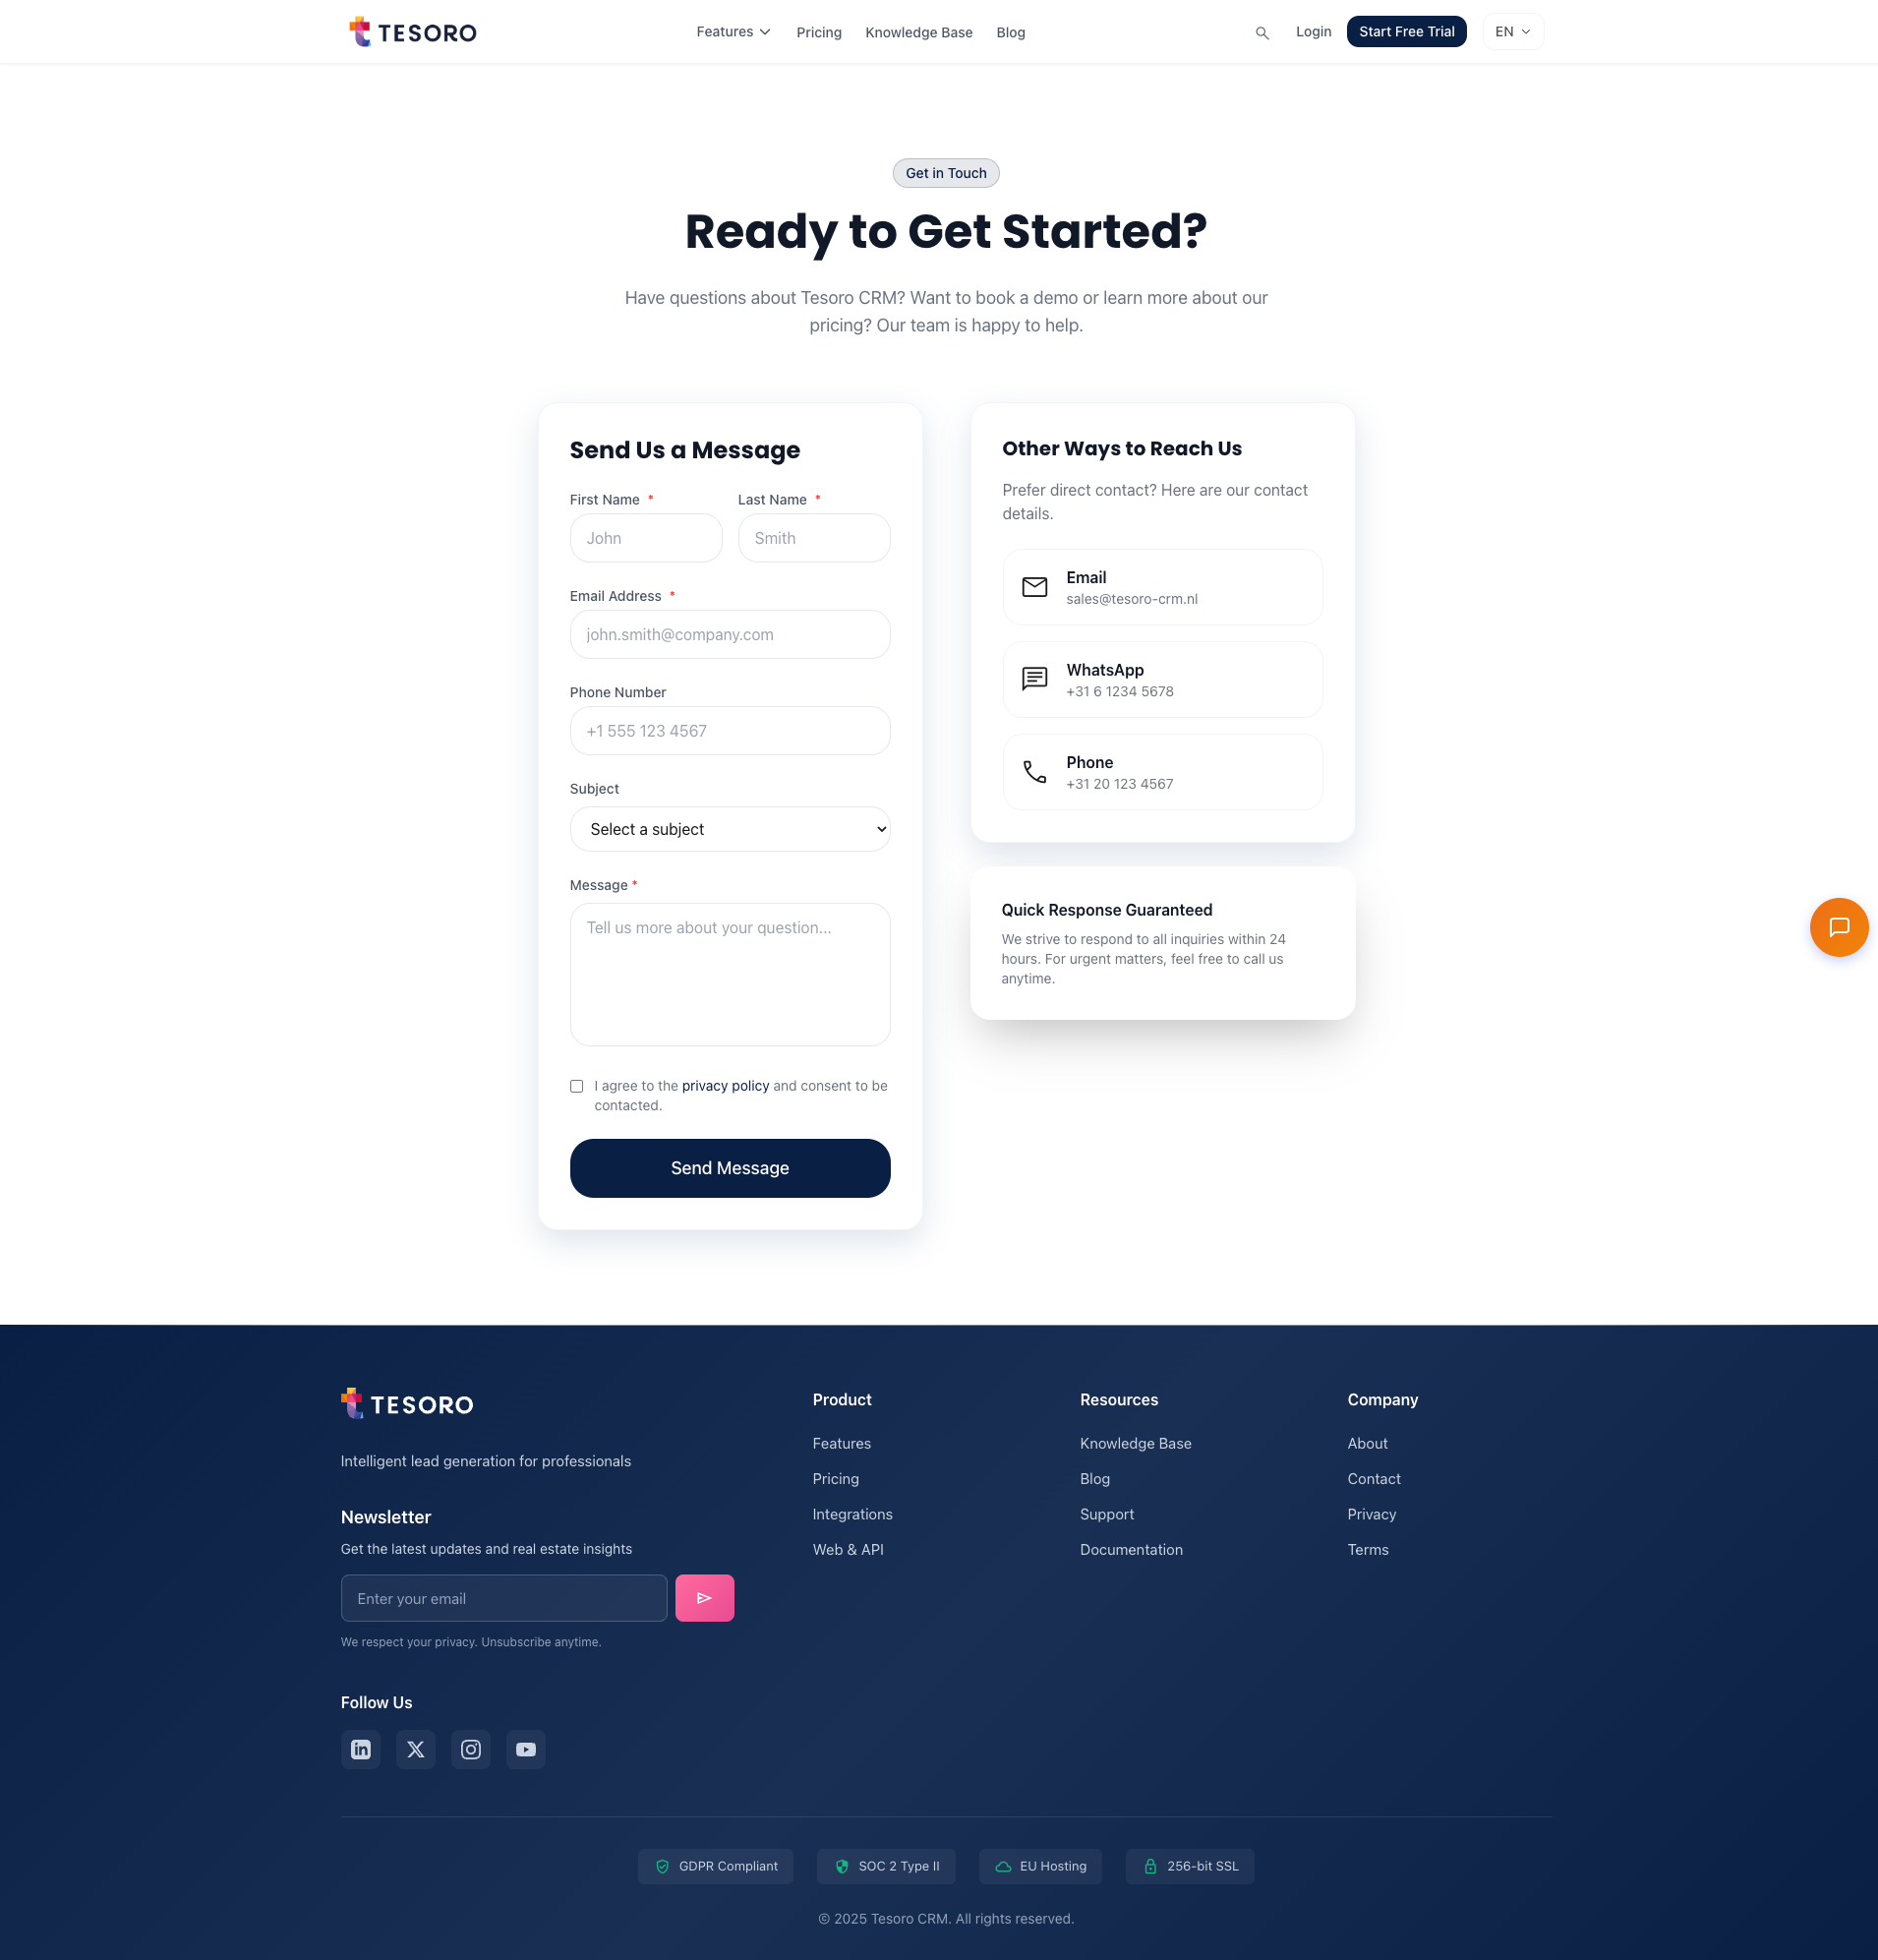 TESORO
Features
Pricing
Knowledge Base
Blog
Login
Start Free Trial
EN
Get in Touch
Ready to Get Started?
Have questions about Tesoro CRM? Want to book a demo or learn more about our
pricing? Our team is happy to help.
Send Us a Message
First Name *
Last Name *
John
Smith
Email Address *
john.smith@company.com
Phone Number
+1 555 123 4567
Subject
Select a subject
Message *
Tell us more about your question...
I agree to the privacy policy and consent to be
contacted.
Send Message
Other Ways to Reach Us
Prefer direct contact? Here are our contact
details.
Email
sales@tesoro-crm.nl
WhatsApp
+31 6 1234 5678
Phone
+31 20 123 4567
Quick Response Guaranteed
We strive to respond to all inquiries within 24
hours. For urgent matters, feel free to call us
anytime.
TESORO
Intelligent lead generation for professionals
Newsletter
Get the latest updates and real estate insights
Enter your email
We respect your privacy. Unsubscribe anytime.
Follow Us
Product
Features
Pricing
Integrations
Web & API
Resources
Knowledge Base
Blog
Support
Documentation
Company
About
Contact
Privacy
Terms
GDPR Compliant
SOC 2 Type II
EU Hosting
256-bit SSL
© 2025 Tesoro CRM. All rights reserved.